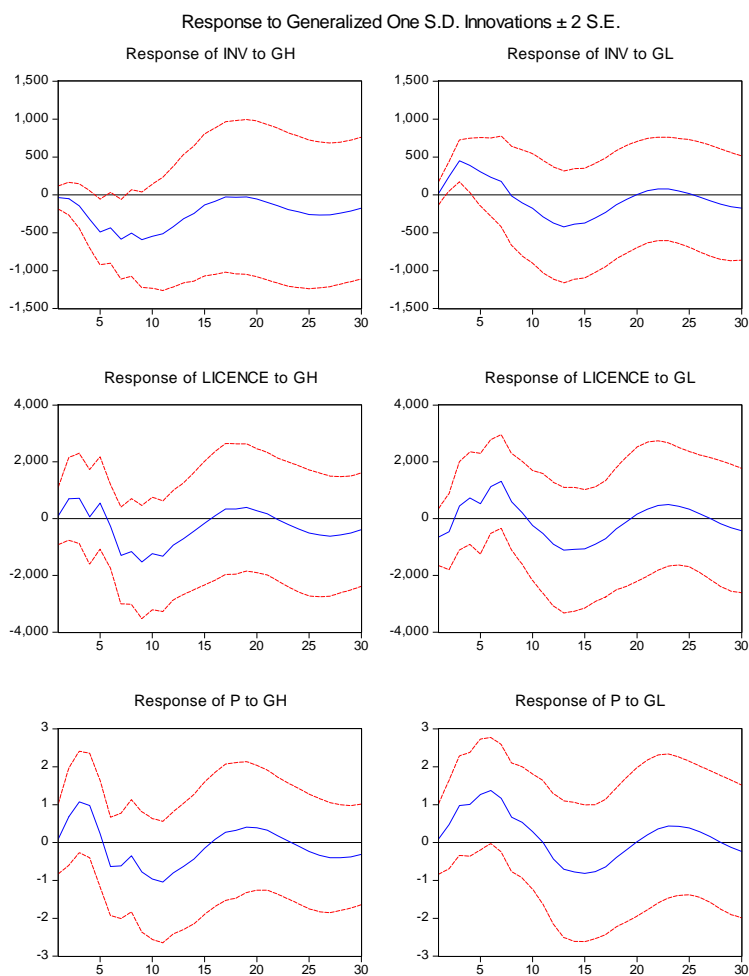 Response to Generalized One S.D. Innovations ± 2 S.E.
Response of INV to GH
1,500
1,000
500
0
-500
-1,000
-1,500
5 10 15 20 25 30
Response of INV to GL
1,500
1,000
500
0
-500
-1,000
-1,500
5 10 15 20 25 30
Response of LICENCE to GH
4,000
2,000
0
-2,000
-4,000
5 10 15 20 25 30
Response of LICENCE to GL
4,000
2,000
0
-2,000
-4,000
5 10 15 20 25 30
Response of P to GH
3
2
1
0
-1
-2
-3
5 10 15 20 25 30
Response of P to GL
3
2
1
0
-1
-2
-3
5 10 15 20 25 30